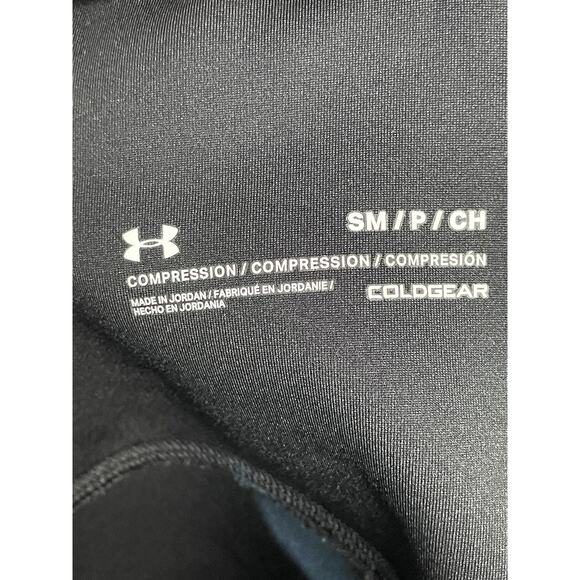 SM / P / CH
COMPRESSION / COMPRESSION / COMPRESIÓN
MADE IN JORDAN / FABRIQUÉ EN JORDANIE /
HECHO EN JORDANIA
COLDGEAR